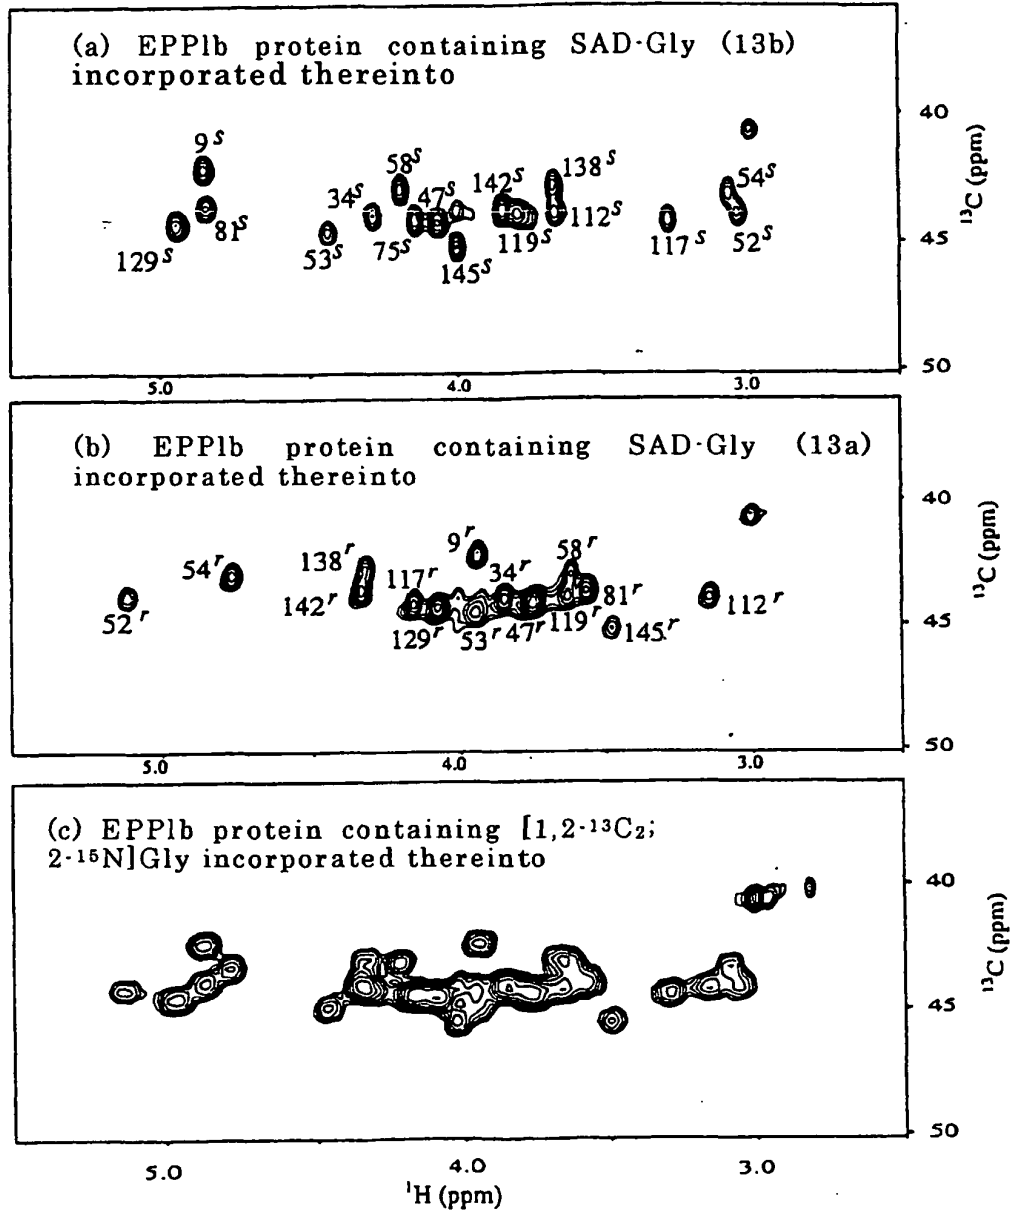 (a) EPPlb protein containing SAD·Gly (13b)
incorporated thereinto
9s
58s
138s
54s
34s
47s
142s
81s
112s
129s
53s
75s
119s
117s
52s
145s
40
45
50
¹³C (ppm)
5.0 4.0 3.0
(b) EPPlb protein containing SAD·Gly (13a)
incorporated thereinto
9r
58r
54r
138r
117r
34r
142r
81r
52r
112r
129r
53r
47r
119r
145r
40
45
50
¹³C (ppm)
5.0 4.0 3.0
(c) EPPlb protein containing [1,2-¹³C₂;
2-¹⁵N]Gly incorporated thereinto
40
45
50
¹³C (ppm)
5.0 4.0 3.0
¹H (ppm)